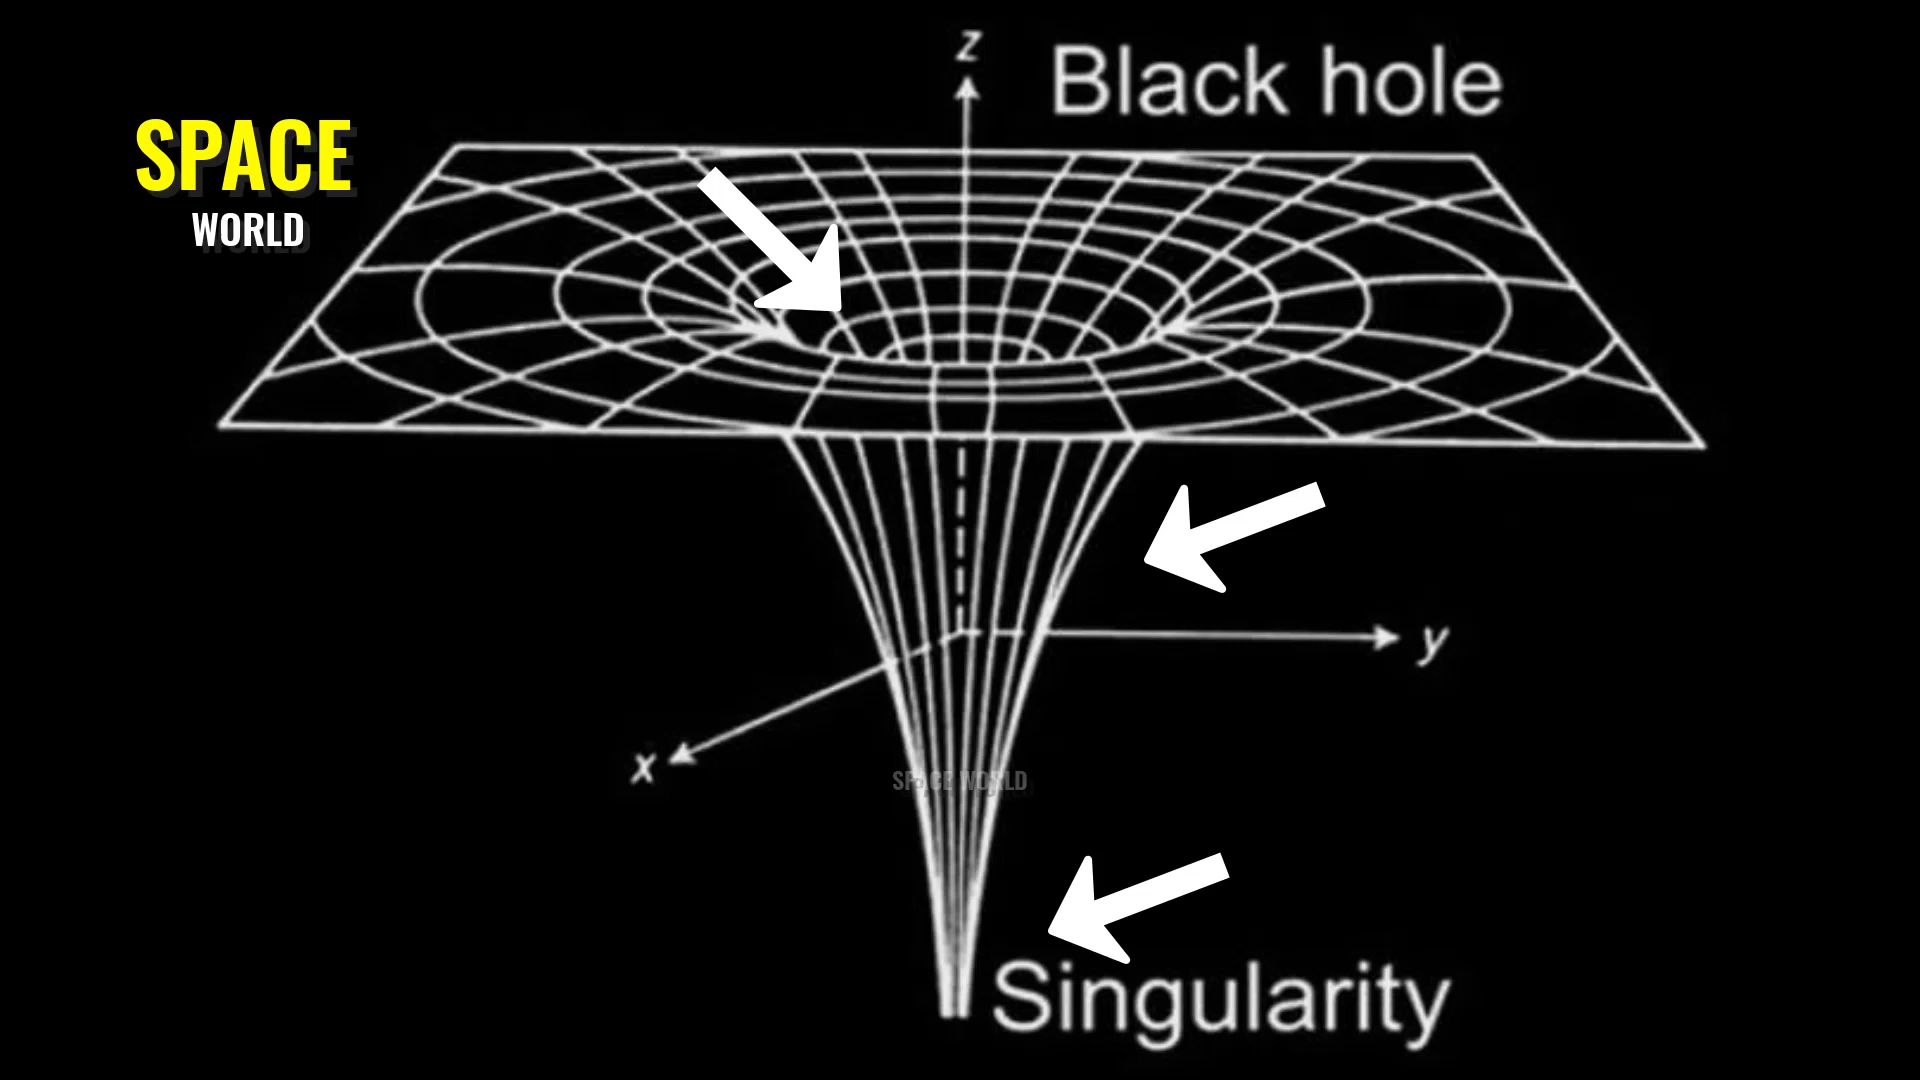 z
Black hole
SPACE
WORLD
y
x
SPACE WORLD
Singularity